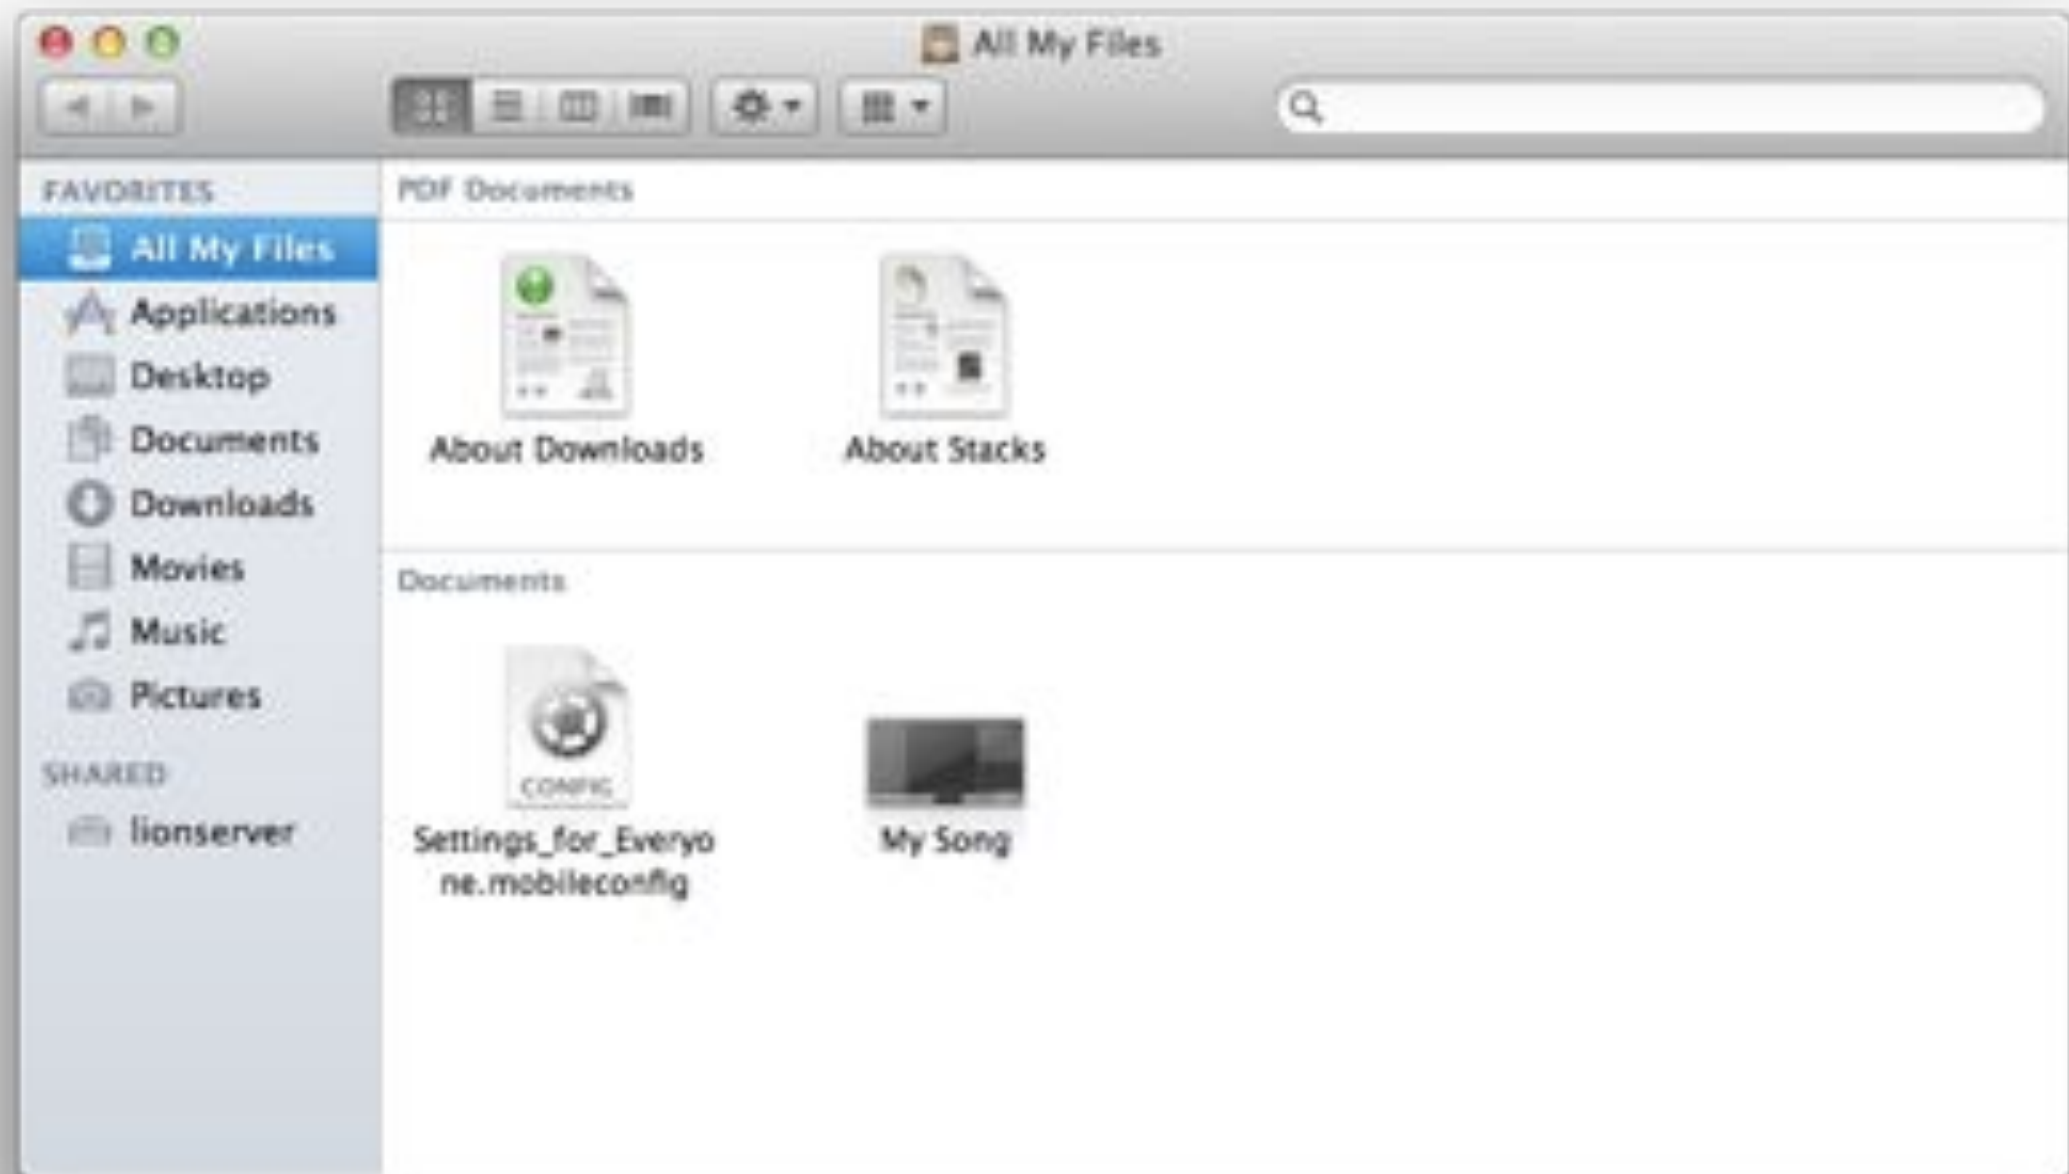 All My Files
FAVORITES
All My Files
Applications
Desktop
Documents
Downloads
Movies
Music
Pictures
SHARED
lionserver
PDF Documents
About Downloads
About Stacks
Documents
CONFIG
Settings_for_Everyo
ne.mobileconfig
My Song